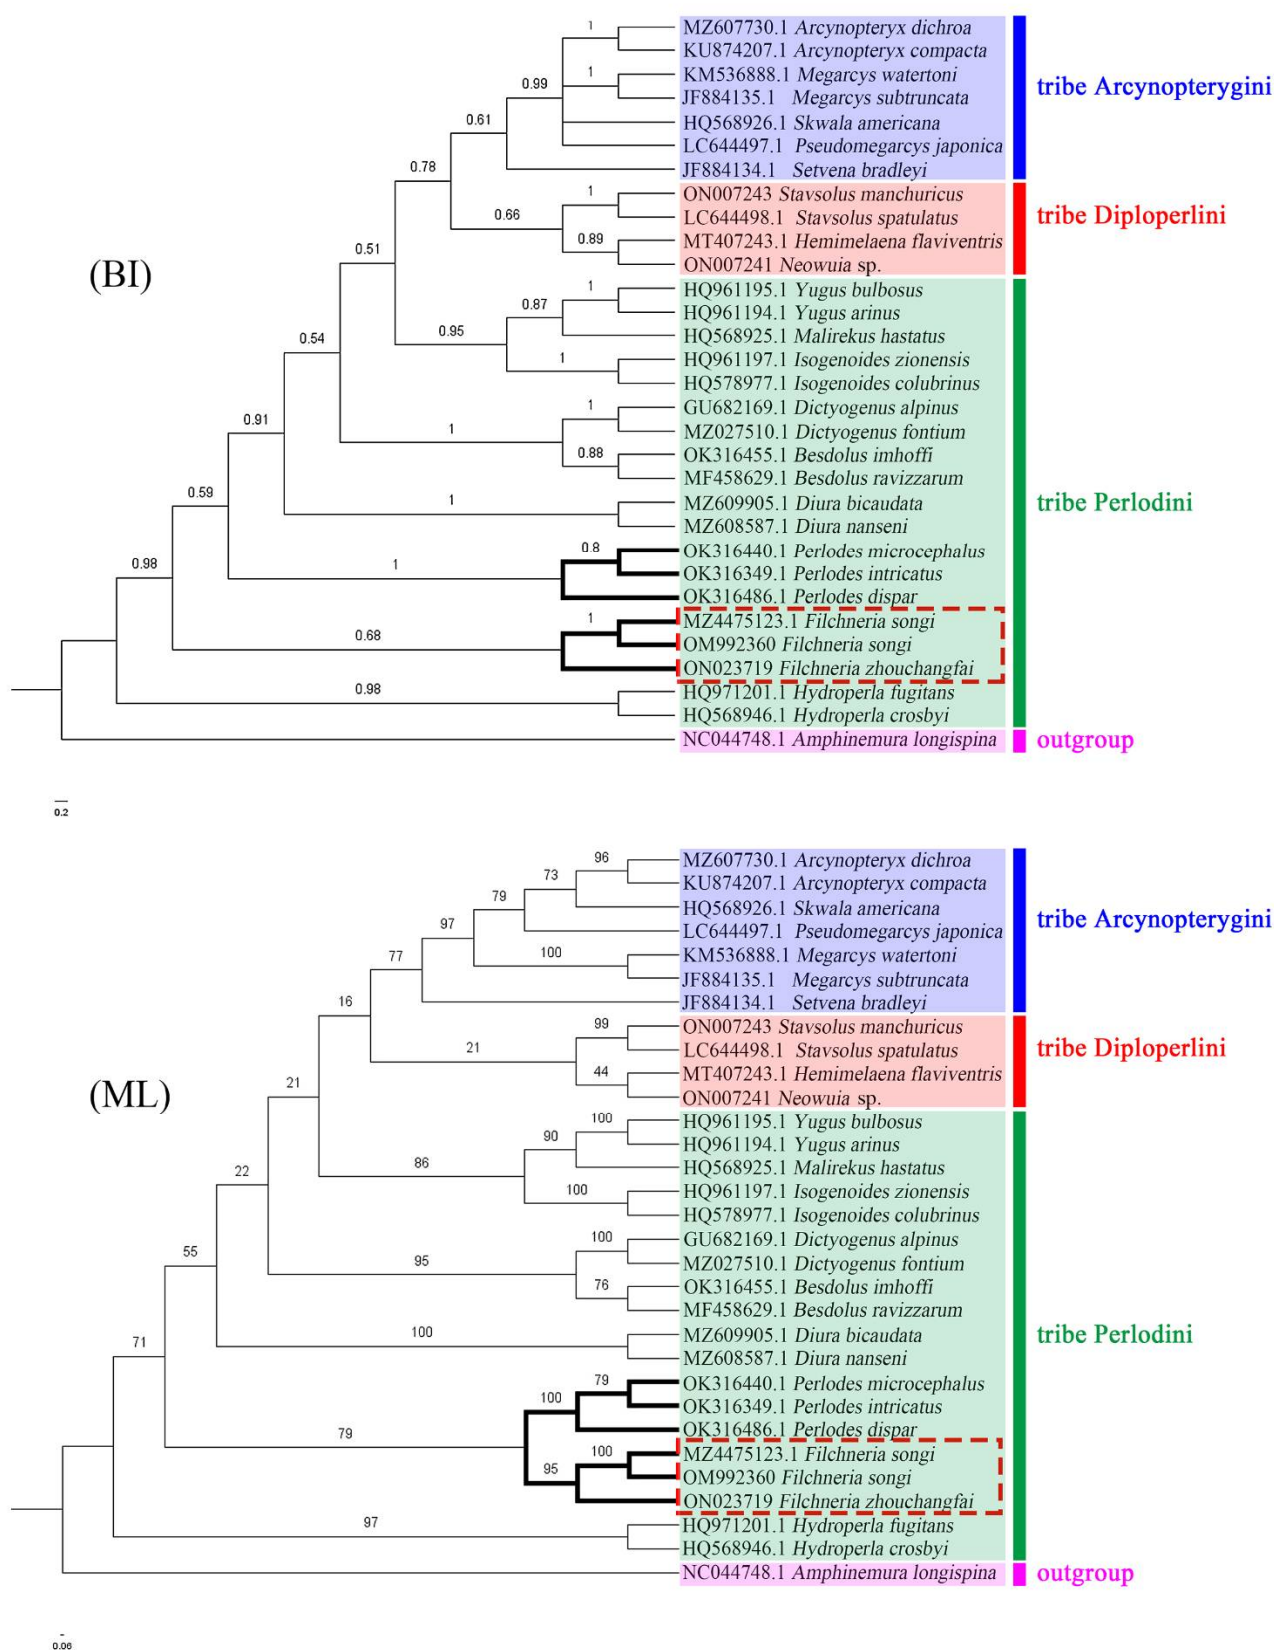 1
MZ607730.1 Arcynopteryx dichroa
KU874207.1 Arcynopteryx compacta
0.99
1
KM536888.1 Megarcys watertoni
tribe Arcynopterygini
JF884135.1 Megarcys subtruncata
0.61
HQ568926.1 Skwala americana
LC644497.1 Pseudomegarcys japonica
0.78
JF884134.1 Setvena bradleyi
1
ON007243 Stavsolus manchuricus
0.66
LC644498.1 Stavsolus spatulatus
tribe Diploperlini
0.89
MT407243.1 Hemimelaena flaviventris
0.51
ON007241 Neowuia sp.
(BI)
1
HQ961195.1 Yugus bulbosus
0.87
HQ961194.1 Yugus arinus
0.54
0.95
HQ568925.1 Malirekus hastatus
1
HQ961197.1 Isogenoides zionensis
HQ578977.1 Isogenoides colubrinus
0.91
1
GU682169.1 Dictyogenus alpinus
1
MZ027510.1 Dictyogenus fontium
0.88
OK316455.1 Besdolus imhoffi
MF458629.1 Besdolus ravizzarum
0.59
1
MZ609905.1 Diura bicaudata
tribe Perlodini
MZ608587.1 Diura nanseni
0.98
1
0.8
OK316440.1 Perlodes microcephalus
OK316349.1 Perlodes intricatus
OK316486.1 Perlodes dispar
0.68
1
MZ4475123.1 Filchneria songi
OM992360 Filchneria songi
ON023719 Filchneria zhouchangfai
0.98
HQ971201.1 Hydroperla fugitans
HQ568946.1 Hydroperla crosbyi
NC044748.1 Amphinemura longispina
outgroup
0.2
96
MZ607730.1 Arcynopteryx dichroa
73
KU874207.1 Arcynopteryx compacta
79
HQ568926.1 Skwala americana
tribe Arcynopterygini
97
LC644497.1 Pseudomegarcys japonica
77
100
KM536888.1 Megarcys watertoni
JF884135.1 Megarcys subtruncata
16
JF884134.1 Setvena bradleyi
99
ON007243 Stavsolus manchuricus
21
LC644498.1 Stavsolus spatulatus
tribe Diploperlini
44
MT407243.1 Hemimelaena flaviventris
21
ON007241 Neowuia sp.
(ML)
100
HQ961195.1 Yugus bulbosus
90
HQ961194.1 Yugus arinus
22
86
HQ568925.1 Malirekus hastatus
100
HQ961197.1 Isogenoides zionensis
HQ578977.1 Isogenoides colubrinus
55
100
GU682169.1 Dictyogenus alpinus
95
MZ027510.1 Dictyogenus fontium
76
OK316455.1 Besdolus imhoffi
MF458629.1 Besdolus ravizzarum
71
100
MZ609905.1 Diura bicaudata
tribe Perlodini
MZ608587.1 Diura nanseni
79
OK316440.1 Perlodes microcephalus
100
OK316349.1 Perlodes intricatus
79
OK316486.1 Perlodes dispar
100
MZ4475123.1 Filchneria songi
95
OM992360 Filchneria songi
ON023719 Filchneria zhouchangfai
97
HQ971201.1 Hydroperla fugitans
HQ568946.1 Hydroperla crosbyi
NC044748.1 Amphinemura longispina
outgroup
0.06